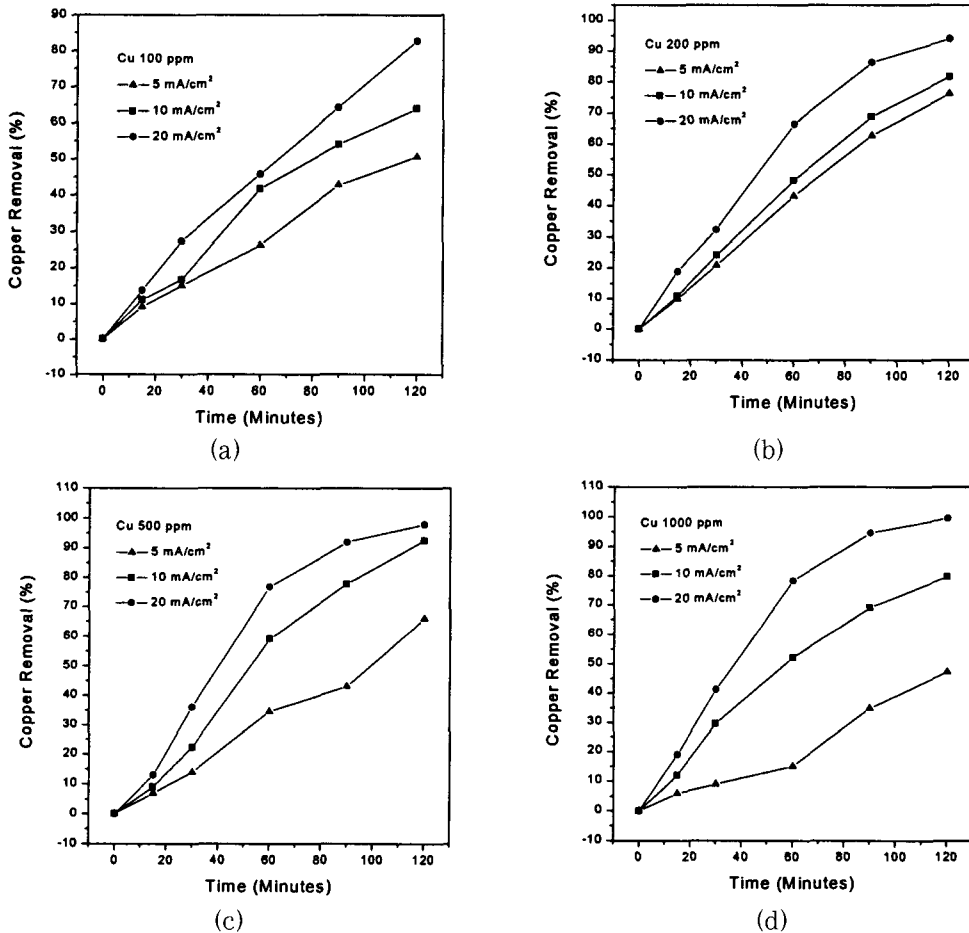 Cu 100 ppm
5 mA/cm²
10 mA/cm²
20 mA/cm²
90
80
70
60
50
40
30
20
10
0
-10
Copper Removal (%)
0 20 40 60 80 100 120
Time (Minutes)
(a)
Cu 200 ppm
5 mA/cm²
10 mA/cm²
20 mA/cm²
100
90
80
70
60
50
40
30
20
10
0
-10
Copper Removal (%)
0 20 40 60 80 100 120
Time (Minutes)
(b)
Cu 500 ppm
5 mA/cm²
10 mA/cm²
20 mA/cm²
110
100
90
80
70
60
50
40
30
20
10
0
-10
Copper Removal (%)
0 20 40 60 80 100 120
Time (Minutes)
(c)
Cu 1000 ppm
5 mA/cm²
10 mA/cm²
20 mA/cm²
110
100
90
80
70
60
50
40
30
20
10
0
-10
Copper Removal (%)
0 20 40 60 80 100 120
Time (Minutes)
(d)